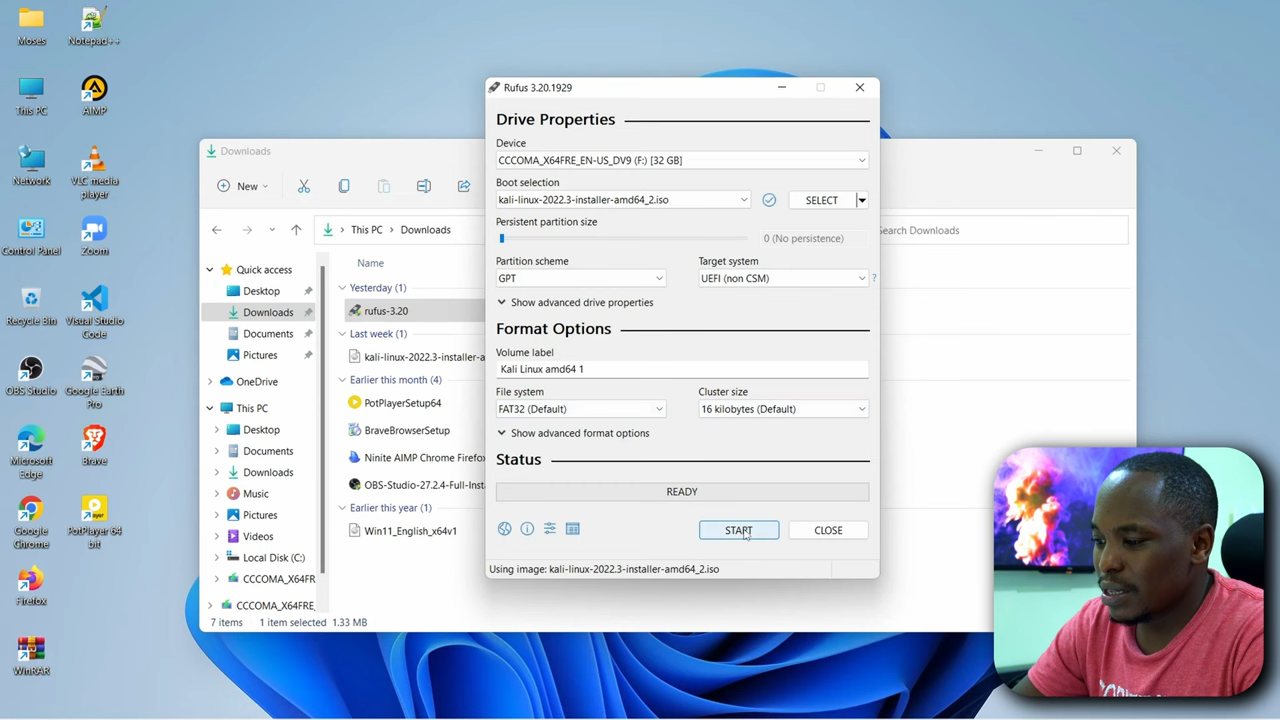 Moses
Notepad++
This PC
AIMP
Network
VLC media
player
Control Panel
Zoom
Recycle Bin
Visual Studio
Code
OBS Studio
Google Earth
Pro
Microsoft
Edge
Brave
Google
Chrome
PotPlayer 64
bit
Firefox
WinRAR
Downloads
New
This PC
Downloads
earch Downloads
Quick access
Desktop
Downloads
Documents
Pictures
OneDrive
This PC
Desktop
Documents
Downloads
Music
Pictures
Videos
Local Disk (C:)
CCCOMA_X64FR
CCCOMA_X64FRE_
Name
Yesterday (1)
rufus-3.20
Last week (1)
kali-linux-2022.3-installer-a
Earlier this month (4)
PotPlayerSetup64
BraveBrowserSetup
Ninite AIMP Chrome Firefox
OBS-Studio-27.2.4-Full-Inst
Earlier this year (1)
Win11_English_x64v1
7 items
1 item selected
1.33 MB
Rufus 3.20.1929
Drive Properties
Device
CCCOMA_X64FRE_EN-US_DV9 (F:) [32 GB]
Boot selection
kali-linux-2022.3-installer-amd64_2.iso
SELECT
Persistent partition size
0 (No persistence)
Partition scheme
Target system
GPT
UEFI (non CSM)
?
Show advanced drive properties
Format Options
Volume label
Kali Linux amd64 1
File system
Cluster size
FAT32 (Default)
16 kilobytes (Default)
Show advanced format options
Status
READY
START
CLOSE
Using image: kali-linux-2022.3-installer-amd64_2.iso